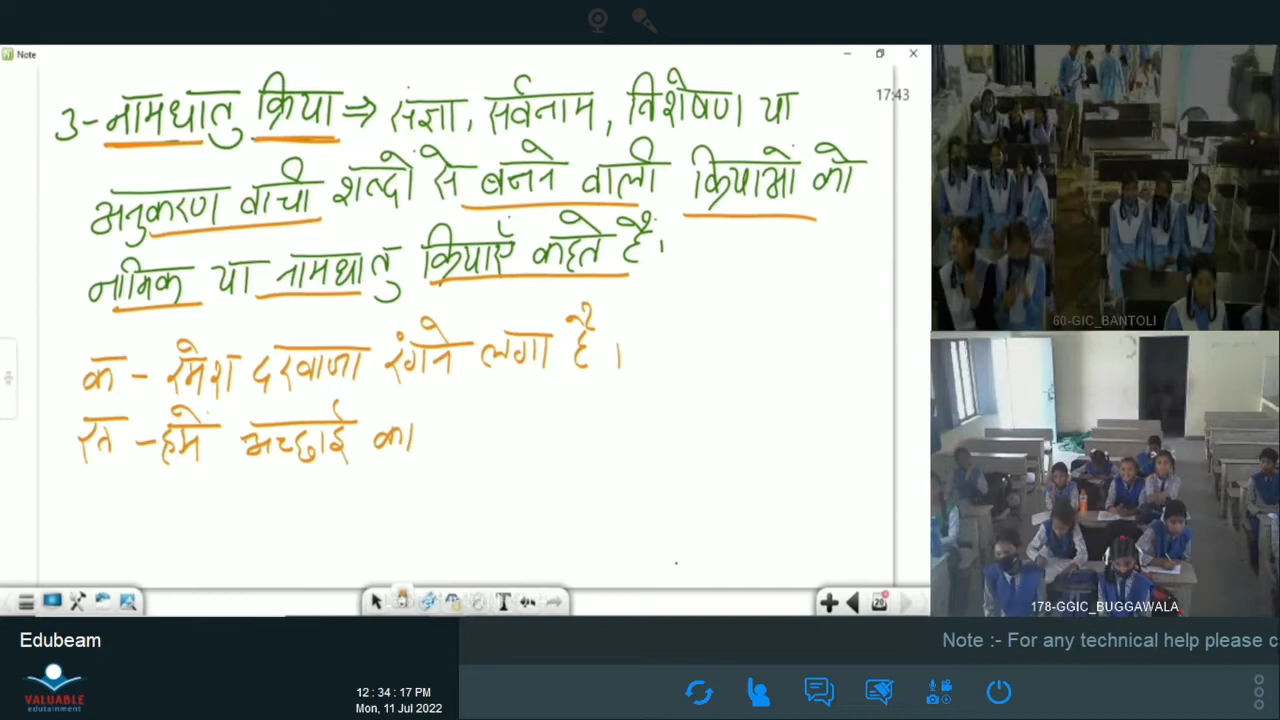 Note
17:43
3- नामधातु क्रिया ⇒ संज्ञा, सर्वनाम, विशेषण या
अनुकरण वाची शब्दों से बनने वाली क्रियाओं को
नामिक या नामधातु क्रियाएँ कहते हैं।
क - रमेश दरवाजा रंगने लगा है।
ख - हमें अच्छाई का
60-GIC_BANTOLI
178-GGIC_BUGGAWALA
20
Edubeam
Note :- For any technical help please c
VALUABLE
edutainment
12 : 34 : 17 PM
Mon, 11 Jul 2022